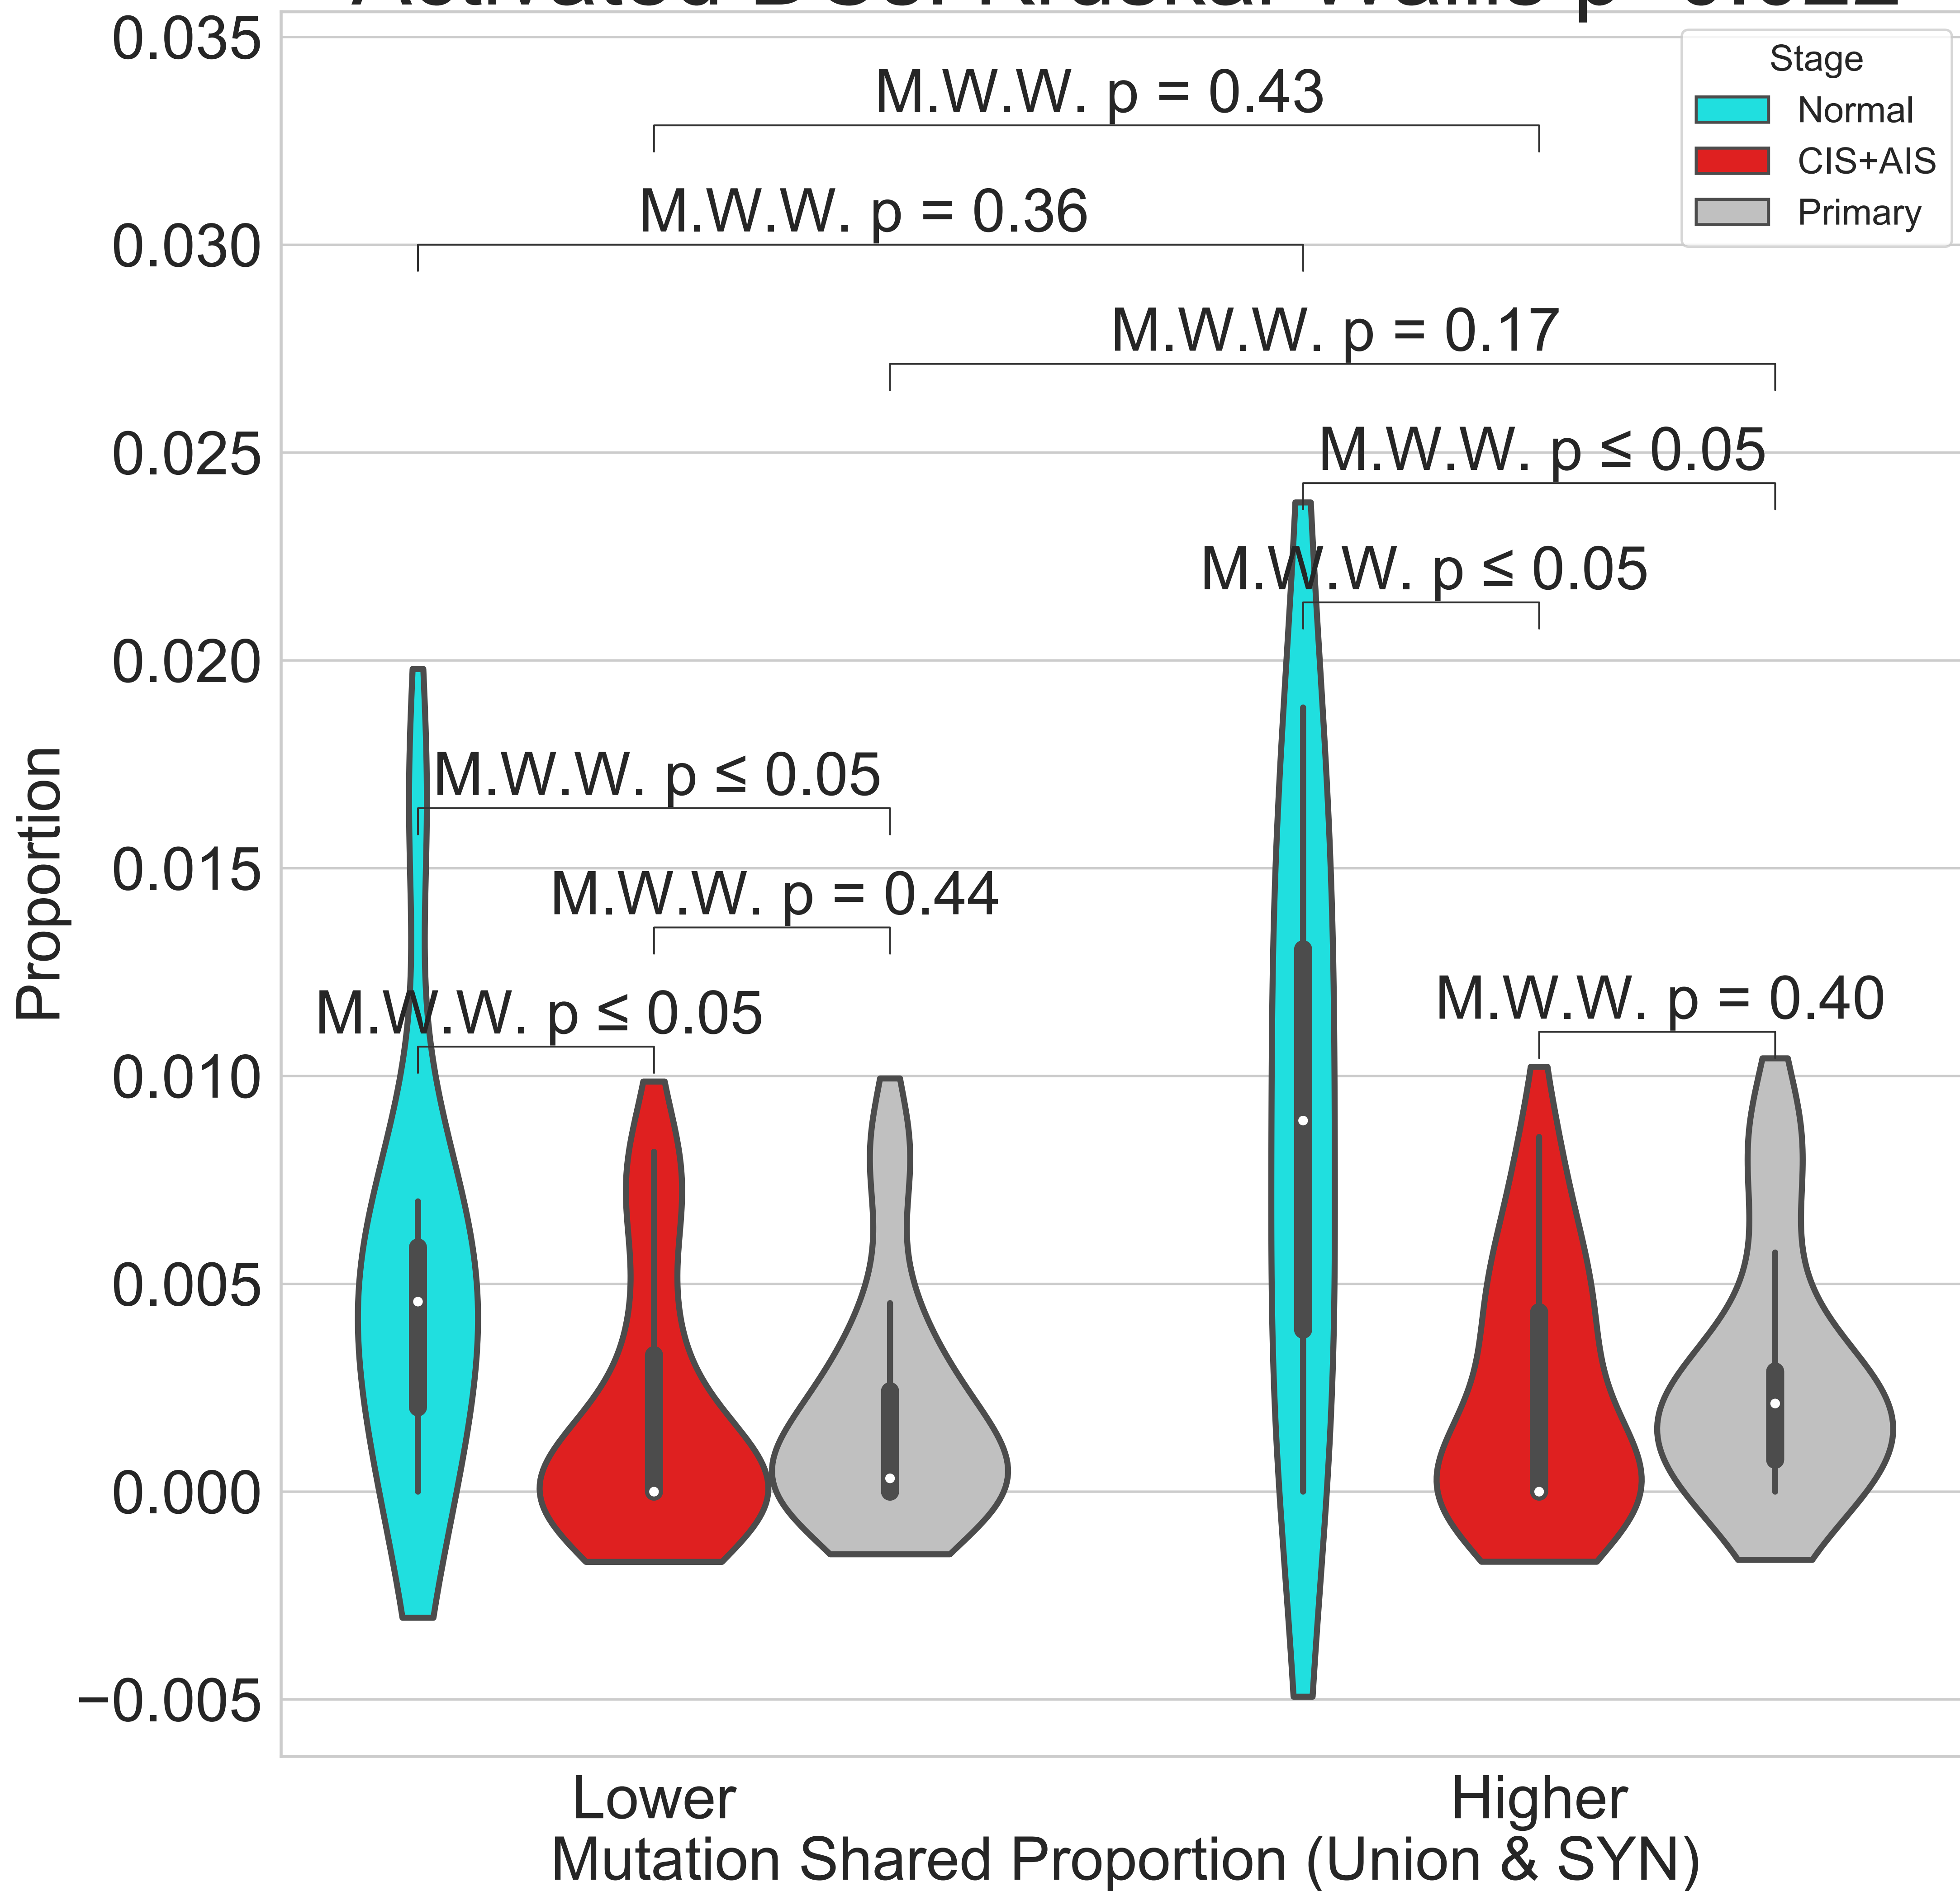 0.035
0.030
0.025
0.020
0.015
0.010
0.005
0.000
−0.005
Proportion
Stage
Normal
CIS+AIS
Primary
M.W.W. p = 0.43
M.W.W. p = 0.36
M.W.W. p = 0.17
M.W.W. p ≤ 0.05
M.W.W. p ≤ 0.05
M.W.W. p ≤ 0.05
M.W.W. p = 0.44
M.W.W. p ≤ 0.05
M.W.W. p = 0.40
Lower
Higher
Mutation Shared Proportion (Union & SYN)